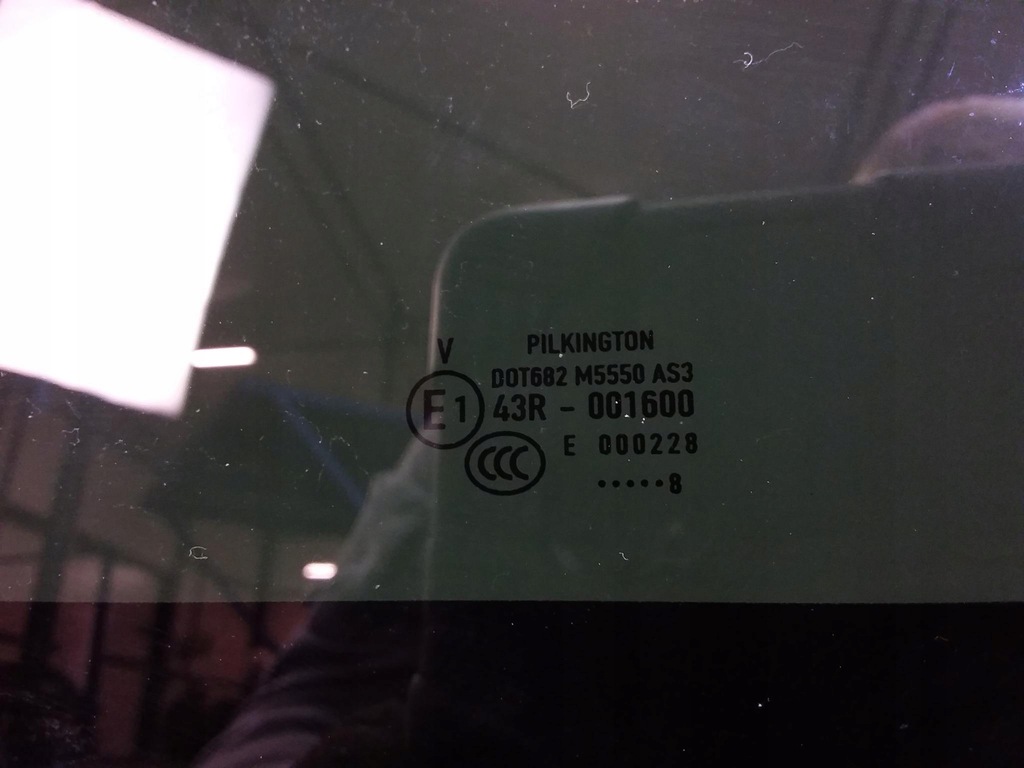 V
PILKINGTON
DOT682 M5550 AS3
E1 43R - 001600
CCC E 000228
.....8